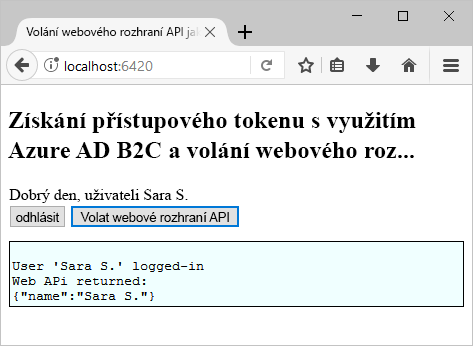 Volání webového rozhraní API jak
localhost:6420
Získání přístupového tokenu s využitím
Azure AD B2C a volání webového roz...
Dobrý den, uživateli Sara S.
odhlásit Volat webové rozhraní API
User 'Sara S.' logged-in
Web APi returned:
{"name":"Sara S."}